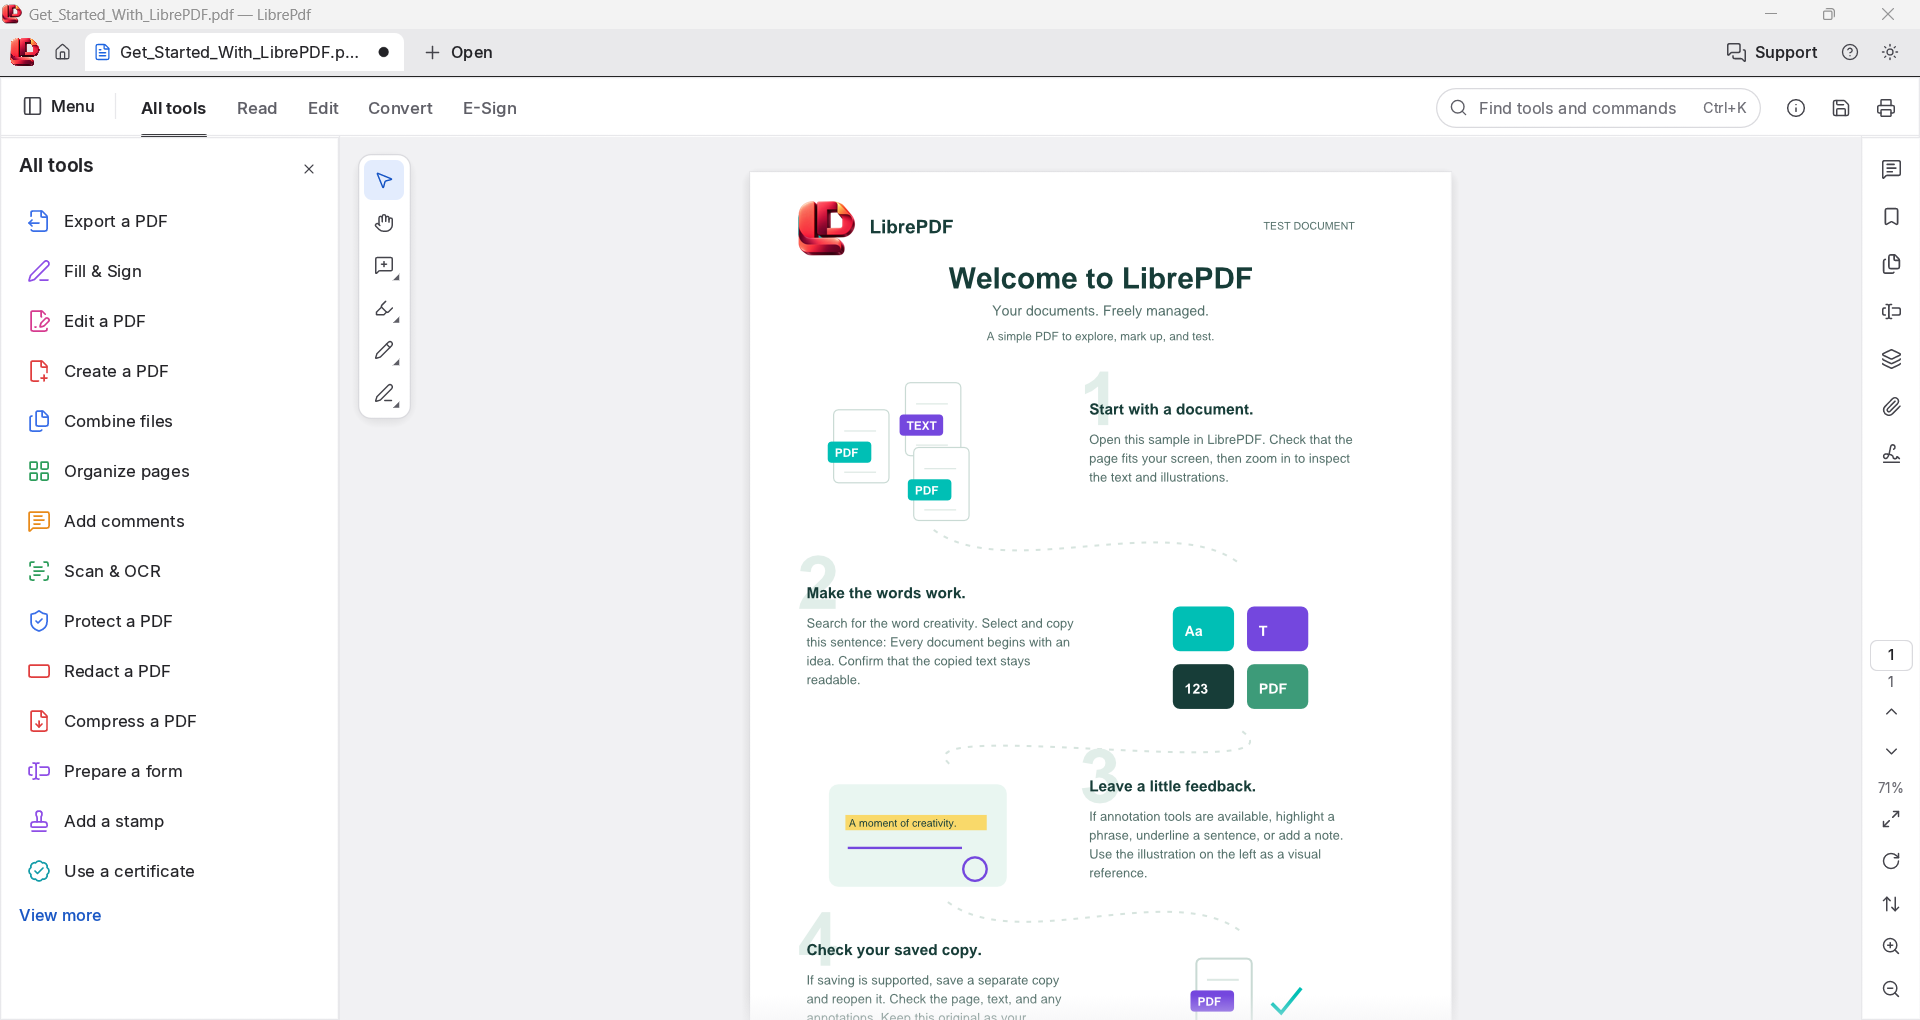 Get_Started_With_LibrePDF.pdf — LibrePdf
Get_Started_With_LibrePDF.p...
Open
Support
Menu
All tools
Read
Edit
Convert
E-Sign
Find tools and commands
Ctrl+K
All tools
Export a PDF
Fill & Sign
Edit a PDF
Create a PDF
Combine files
Organize pages
Add comments
Scan & OCR
Protect a PDF
Redact a PDF
Compress a PDF
Prepare a form
Add a stamp
Use a certificate
View more
LibrePDF
TEST DOCUMENT
Welcome to LibrePDF
Your documents. Freely managed.
A simple PDF to explore, mark up, and test.
TEXT
PDF
PDF
1
Start with a document.
Open this sample in LibrePDF. Check that the
page fits your screen, then zoom in to inspect
the text and illustrations.
2
Make the words work.
Search for the word creativity. Select and copy
this sentence: Every document begins with an
idea. Confirm that the copied text stays
readable.
Aa
T
123
PDF
A moment of creativity.
3
Leave a little feedback.
If annotation tools are available, highlight a
phrase, underline a sentence, or add a note.
Use the illustration on the left as a visual
reference.
4
Check your saved copy.
If saving is supported, save a separate copy
and reopen it. Check the page, text, and any
annotations. Keep this original as your
PDF
1
1
71%